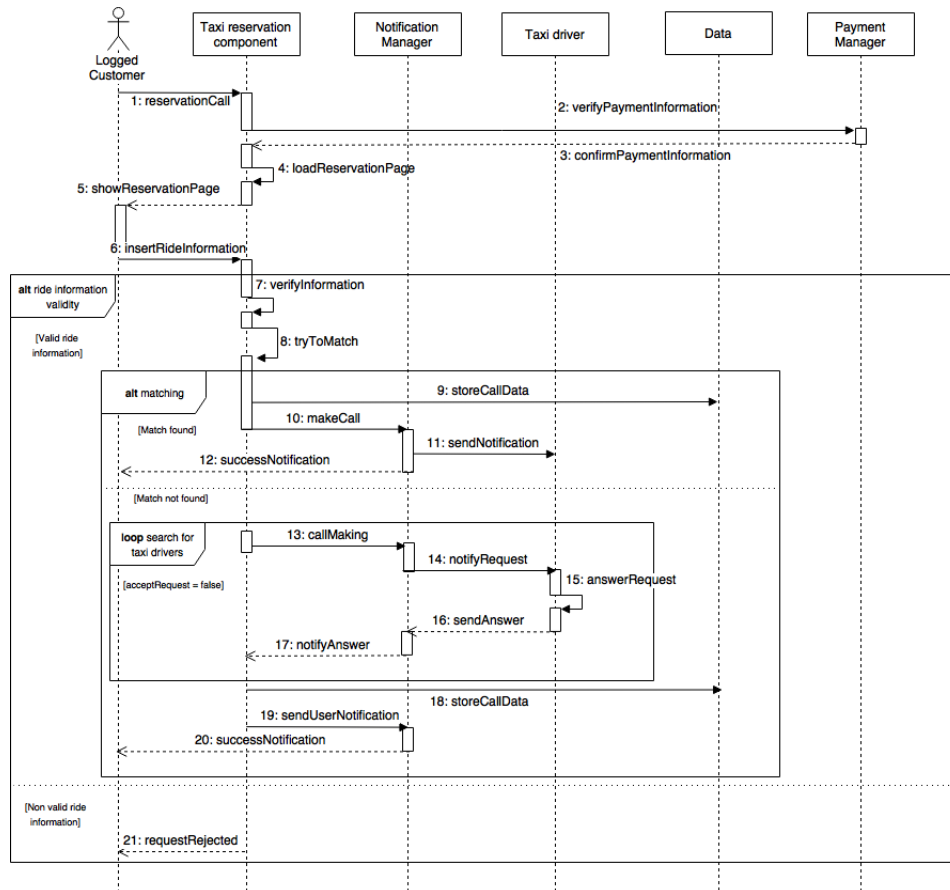 Taxi reservation
component
Notification
Manager
Taxi driver
Data
Payment
Manager
Logged
Customer
1: reservationCall
2: verifyPaymentInformation
3: confirmPaymentInformation
4: loadReservationPage
5: showReservationPage
6: insertRideInformation
alt ride information
validity
7: verifyInformation
[Valid ride
information]
8: tryToMatch
alt matching
9: storeCallData
10: makeCall
[Match found]
11: sendNotification
12: successNotification
[Match not found]
loop search for
taxi drivers
13: callMaking
14: notifyRequest
[acceptRequest = false]
15: answerRequest
16: sendAnswer
17: notifyAnswer
18: storeCallData
19: sendUserNotification
20: successNotification
[Non valid ride
information]
21: requestRejected